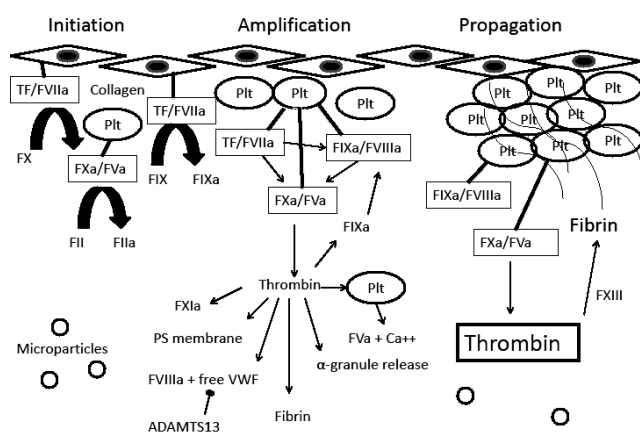 Initiation
Amplification
Propagation
TF/FVIIa
Collagen
Plt
FX
FXa/FVa
FII
FIIa
TF/FVIIa
FIX
FIXa
Microparticles
Plt
Plt
Plt
TF/FVIIa
FIXa/FVIIIa
FXa/FVa
FIXa
Thrombin
Plt
FXIa
PS membrane
FVIIIa + free VWF
ADAMTS13
Fibrin
α-granule release
FVa + Ca++
Plt
Plt
Plt
Plt
Plt
Plt
Plt
Plt
FIXa/FVIIIa
FXa/FVa
Fibrin
FXIII
Thrombin